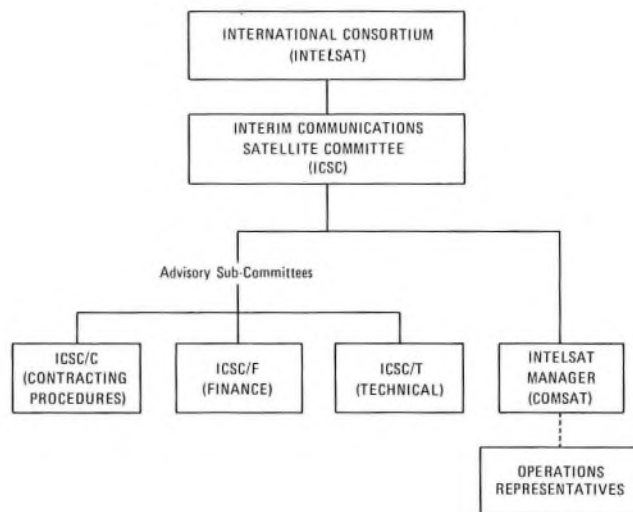 INTERNATIONAL CONSORTIUM
(INTELSAT)
INTERIM COMMUNICATIONS
SATELLITE COMMITTEE
(ICSC)
Advisory Sub-Committees
ICSC/C
(CONTRACTING
PROCEDURES)
ICSC/F
(FINANCE)
ICSC/T
(TECHNICAL)
INTELSAT
MANAGER
(COMSAT)
OPERATIONS
REPRESENTATIVES